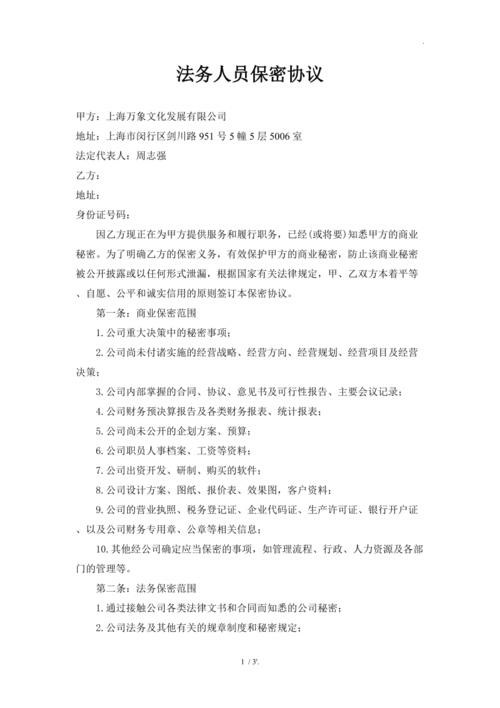 法务人员保密协议
甲方：上海万象文化发展有限公司
地址：上海市闵行区剑川路 951 号 5 幢 5 层 5006 室
法定代表人：周志强
乙方：
地址：
身份证号码：
因乙方现正在为甲方提供服务和履行职务，已经(或将要)知悉甲方的商业
秘密。为了明确乙方的保密义务，有效保护甲方的商业秘密，防止该商业秘密
被公开披露或以任何形式泄漏，根据国家有关法律规定，甲、乙双方本着平等
、自愿、公平和诚实信用的原则签订本保密协议。
第一条：商业保密范围
1.公司重大决策中的秘密事项；
2.公司尚未付诸实施的经营战略、经营方向、经营规划、经营项目及经营
决策；
3.公司内部掌握的合同、协议、意见书及可行性报告、主要会议记录；
4.公司财务预决算报告及各类财务报表、统计报表；
5.公司尚未公开的企划方案、预算；
6.公司职员人事档案、工资等资料；
7.公司出资开发、研制、购买的软件；
8.公司设计方案、图纸、报价表、效果图，客户资料；
9.公司的营业执照、税务登记证、企业代码证、生产许可证、银行开户证
、以及公司财务专用章、公章等相关信息；
10.其他经公司确定应当保密的事项，如管理流程、行政、人力资源及各部
门的管理等。
第二条：法务保密范围
1.通过接触公司各类法律文书和合同而知悉的公司秘密；
2.公司法务及其他有关的规章制度和秘密规定；
1 / 3'.